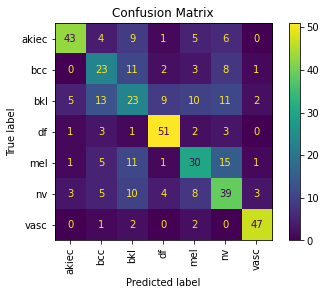 Confusion Matrix
True label
akiec 43 4 9 1 5 6 0
bcc 0 23 11 2 3 8 1
bkl 5 13 23 9 10 11 2
df 1 3 1 51 2 3 0
mel 1 5 11 1 30 15 1
nv 3 5 10 4 8 39 3
vasc 0 1 2 0 2 0 47
akiec bcc bkl df mel nv vasc
Predicted label
50
40
30
20
10
0